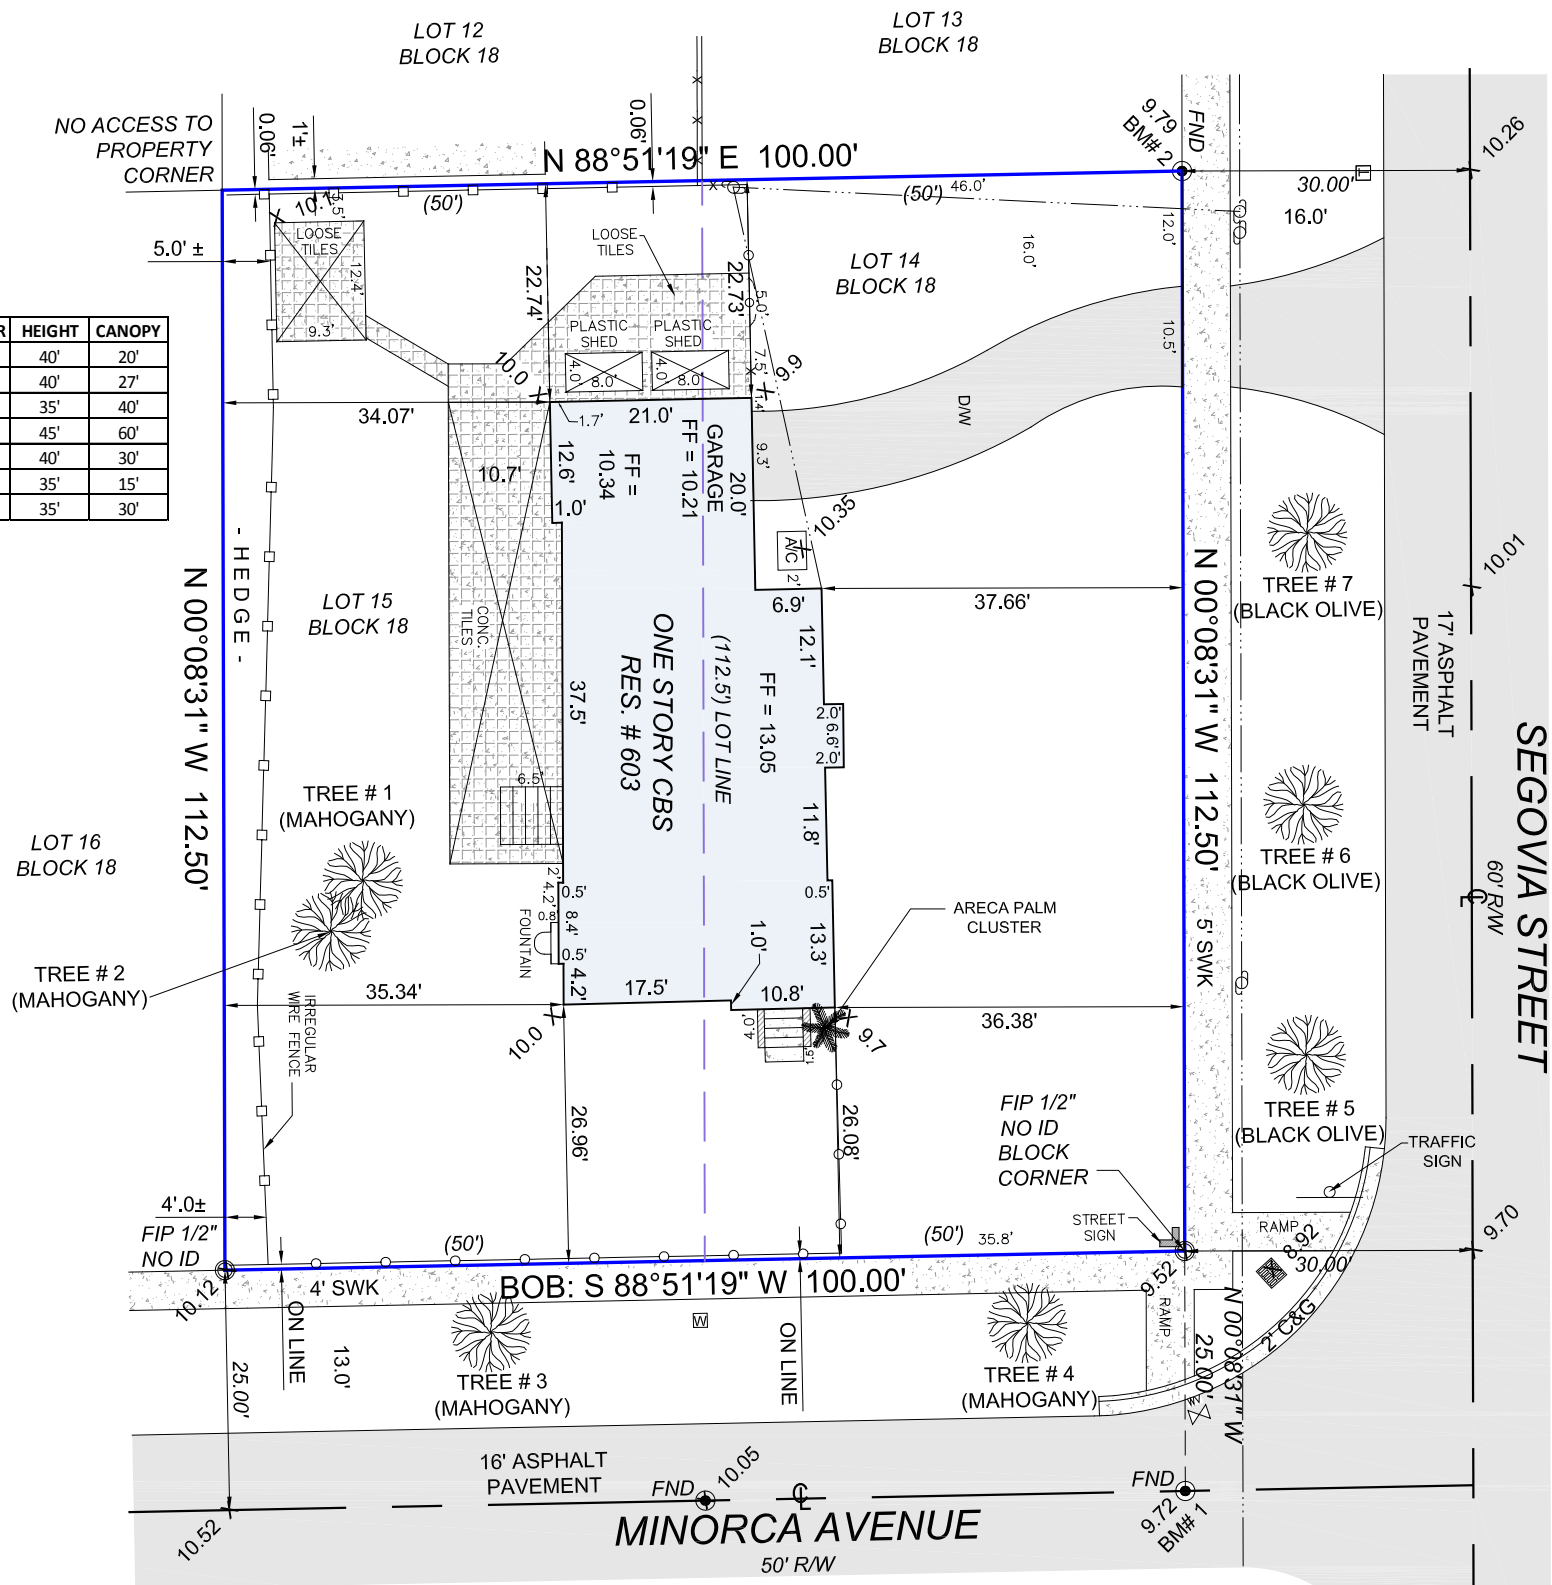 LOT 12
BLOCK 18
LOT 13
BLOCK 18
NO ACCESS TO
PROPERTY
CORNER
0.06'
1'±
0.06'
N 88°51'19" E 100.00'
9.79
BM# 2
FND
10.26
30.00'
T
16.0'
(50')
(50')
46.0'
12.0'
16.0'
10.1
3.5'
LOOSE
TILES
12.4'
9.3'
5.0' ±
LOOSE
TILES
22.74'
22.73'
5.0'
7.5'
1.4'
LOT 14
BLOCK 18
10.5'
D/W
PLASTIC
SHED
PLASTIC
SHED
4.0'
8.0'
4.0'
8.0'
10.0
9.9
R HEIGHT CANOPY
40' 20'
40' 27'
35' 40'
45' 60'
40' 30'
35' 15'
35' 30'
34.07'
1.7'
21.0'
10.7'
12.6'
1.0'
FF =
10.34
GARAGE
FF = 10.21
20.0'
9.3'
10.35
A/C
2'
6.9'
37.66'
- HEDGE -
N 00°08'31" W 112.50'
LOT 15
BLOCK 18
CONC.
TILES
37.5'
ONE STORY CBS
RES. # 603
(112.5') LOT LINE
FF = 13.05
12.1'
2.0'
6.6'
2.0'
11.8'
0.5'
13.3'
N 00°08'31" W 112.50'
5' SWK
TREE # 7
(BLACK OLIVE)
10.01
17' ASPHALT
PAVEMENT
SEGOVIA STREET
60' R/W
CL
TREE # 6
(BLACK OLIVE)
TREE # 1
(MAHOGANY)
LOT 16
BLOCK 18
6.5'
2'
4.2'
0.8'
0.5'
8.4'
0.5'
4.2'
FOUNTAIN
TREE # 2
(MAHOGANY)
ARECA PALM
CLUSTER
1.0'
35.34'
17.5'
10.8'
36.38'
IRREGULAR
WIRE FENCE
10.0
4.0'
1.6'
9.7
26.96'
26.08'
FIP 1/2"
NO ID
BLOCK
CORNER
TREE # 5
(BLACK OLIVE)
TRAFFIC
SIGN
4'.0±
FIP 1/2"
NO ID
(50')
(50')
35.8'
STREET
SIGN
RAMP
8.92
30.00'
9.70
10.12
4' SWK
BOB: S 88°51'19" W 100.00'
9.52
RAMP
2' C&G
N 00°08'31" W
25.00'
ON LINE
13.0'
25.00'
W
ON LINE
TREE # 3
(MAHOGANY)
TREE # 4
(MAHOGANY)
16' ASPHALT
PAVEMENT
FND
10.05
CL
FND
9.72
BM# 1
10.52
MINORCA AVENUE
50' R/W